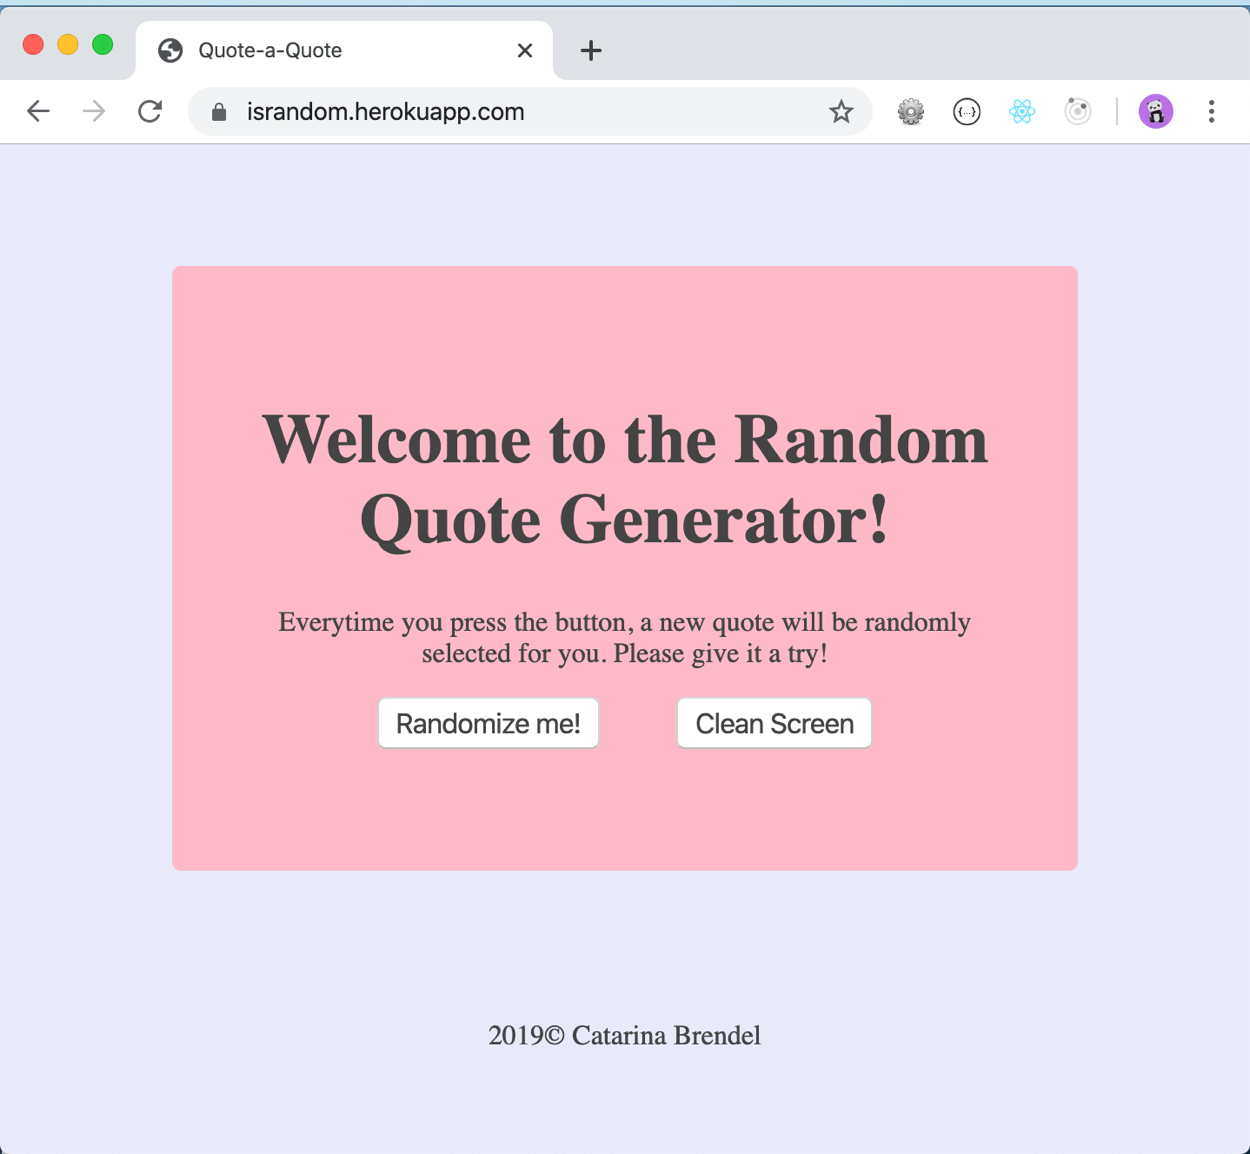 Quote-a-Quote
israndom.herokuapp.com
{...}
Welcome to the Random
Quote Generator!
Everytime you press the button, a new quote will be randomly
selected for you. Please give it a try!
Randomize me!
Clean Screen
2019© Catarina Brendel